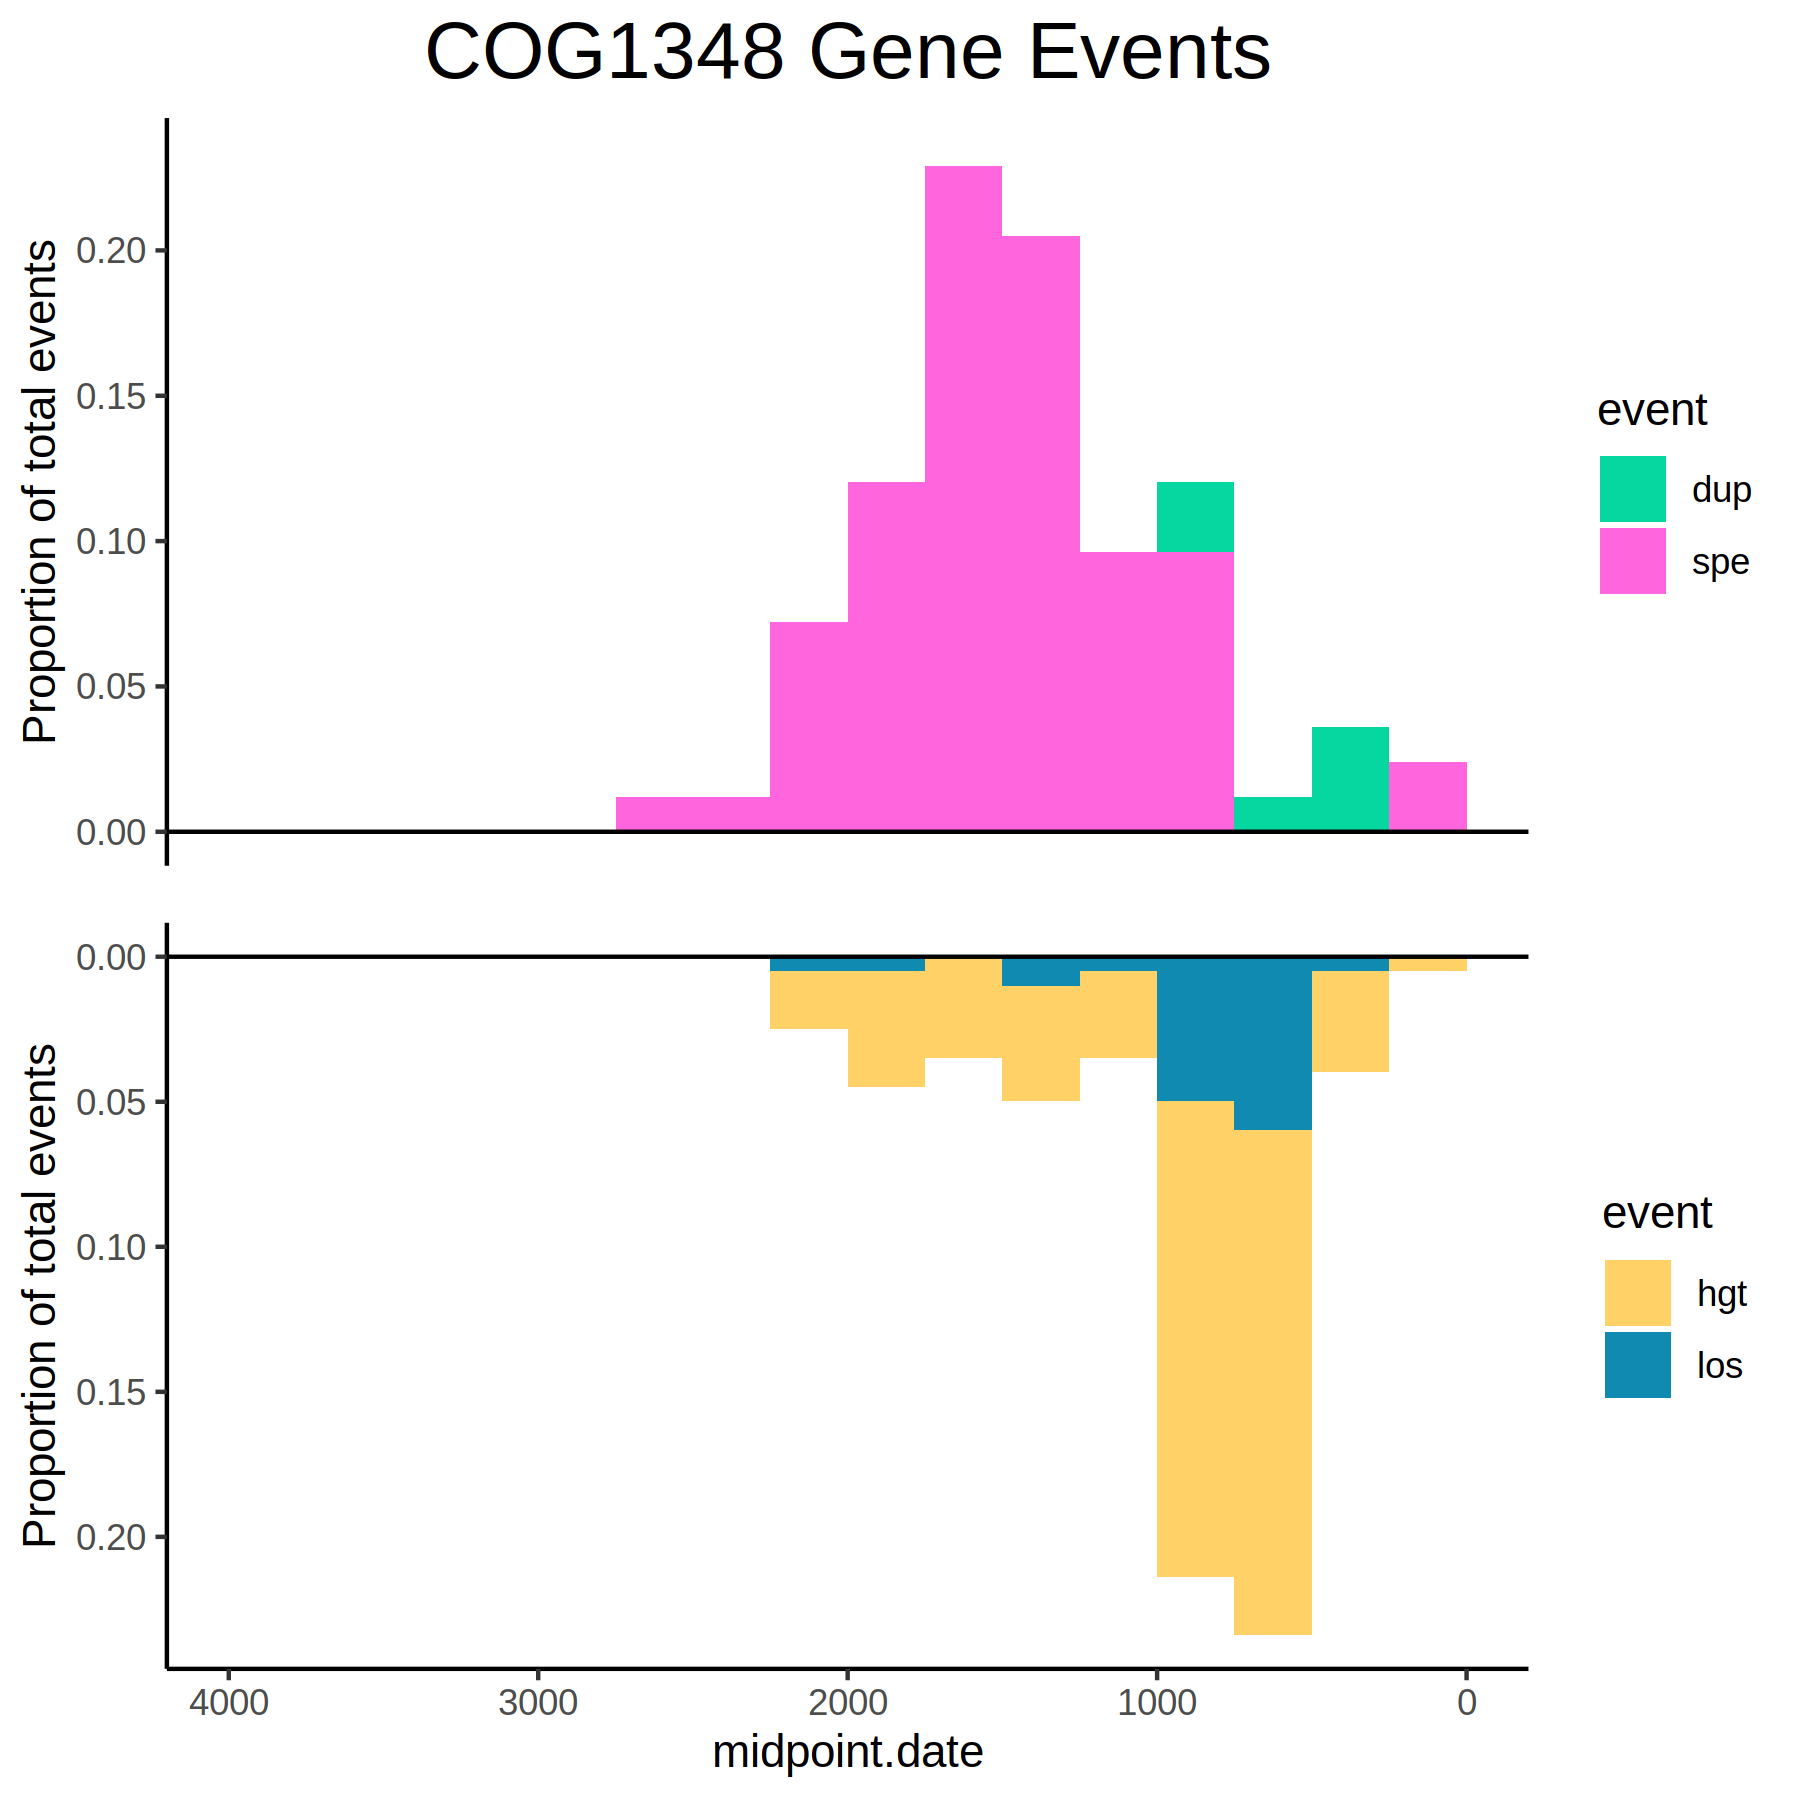 COG1348 Gene Events
Proportion of total events
0.20
0.15
0.10
0.05
0.00
event
dup
spe
Proportion of total events
0.00
0.05
0.10
0.15
0.20
event
hgt
los
4000 3000 2000 1000 0
midpoint.date